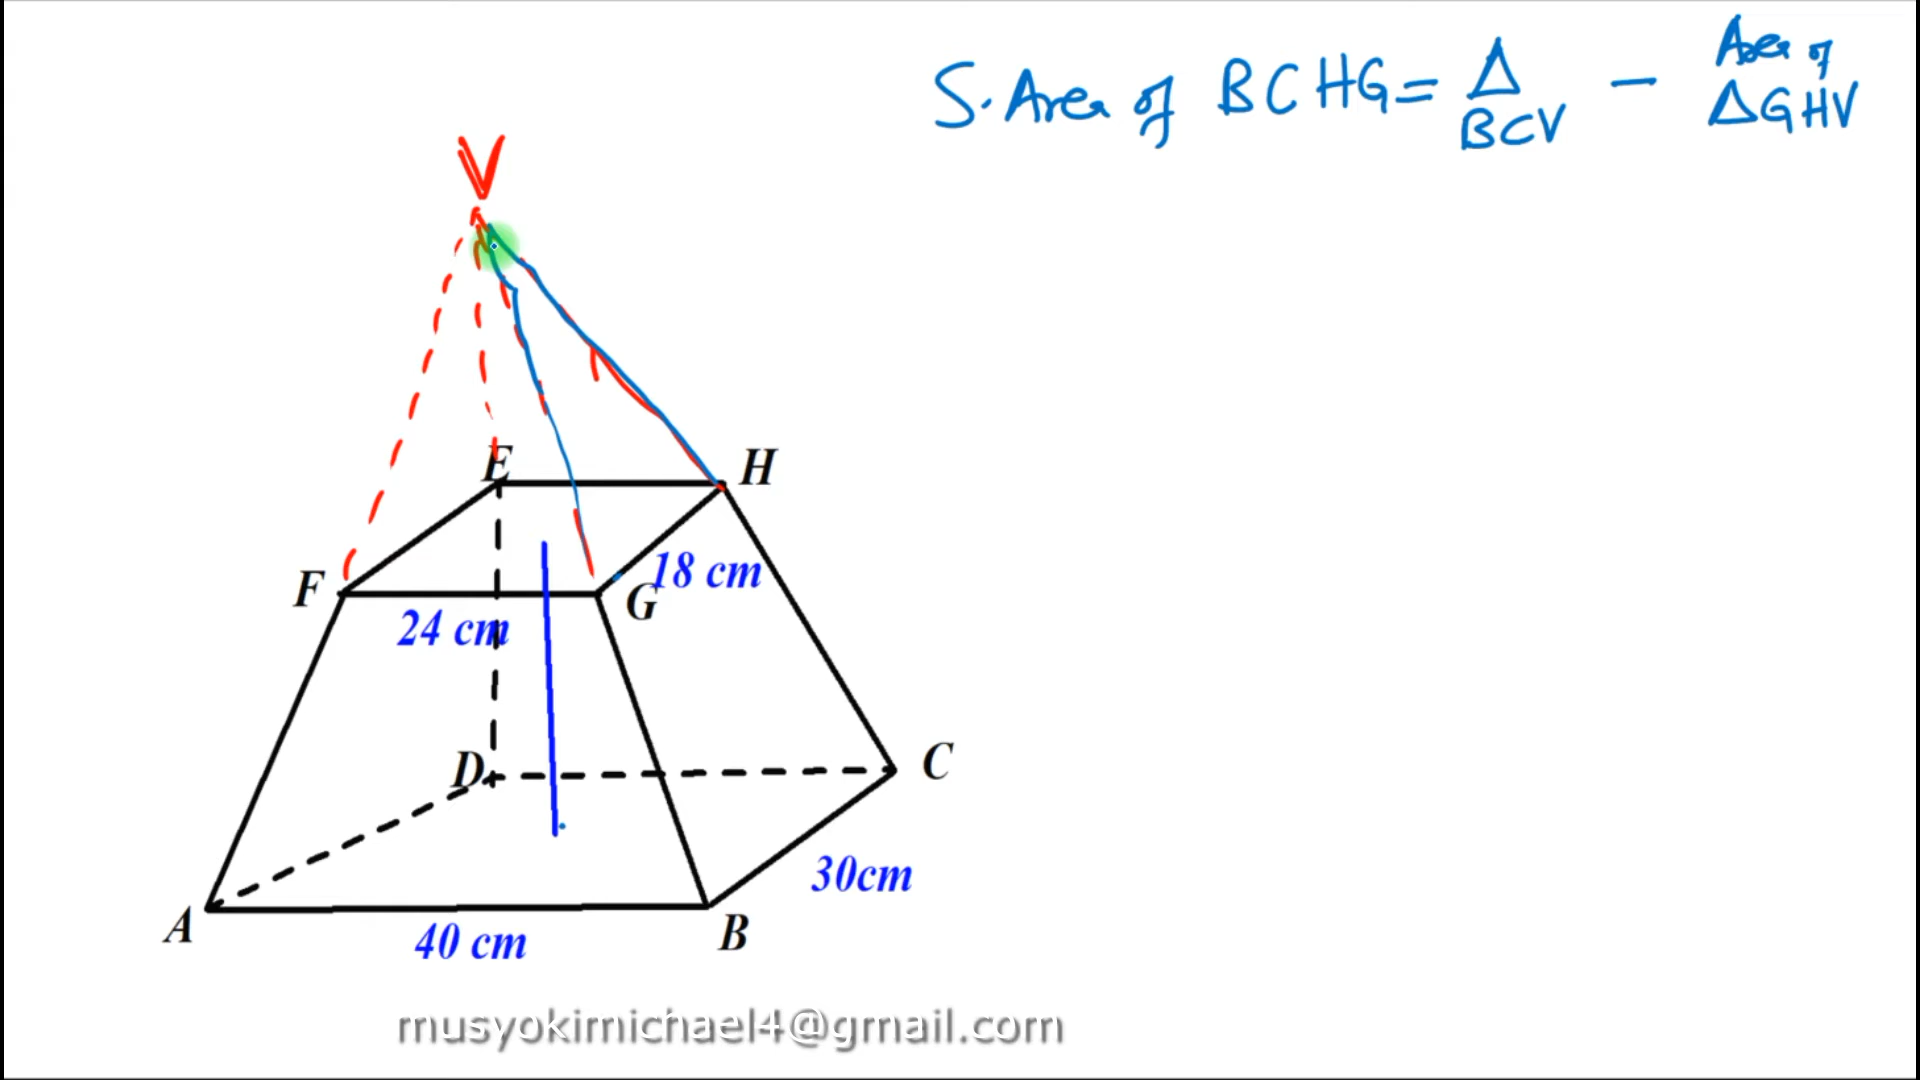 S. Area of BCHG = Δ BCV - Area of ΔGHV
V
E
H
F
G
18 cm
24 cm
D
C
30cm
A
B
40 cm
musyokimichael4@gmail.com